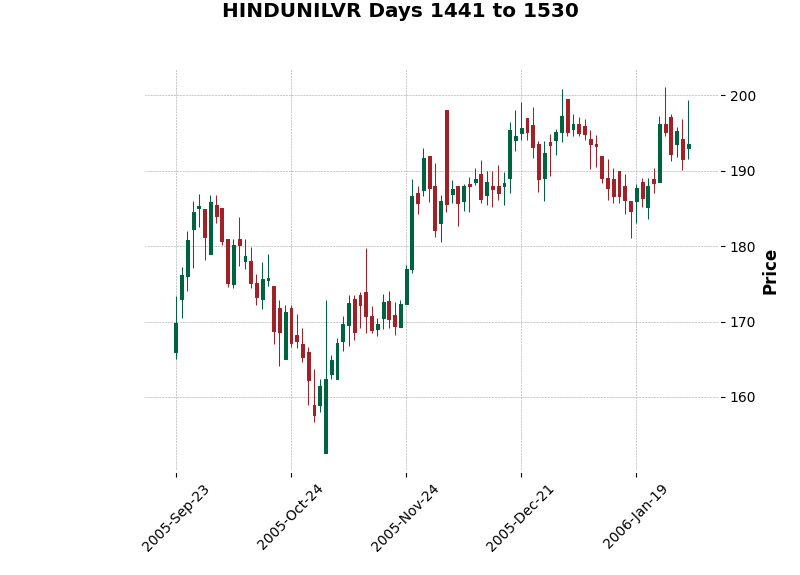 HINDUNILVR Days 1441 to 1530
200
190
180
170
160
Price
2005-Sep-23
2005-Oct-24
2005-Nov-24
2005-Dec-21
2006-Jan-19